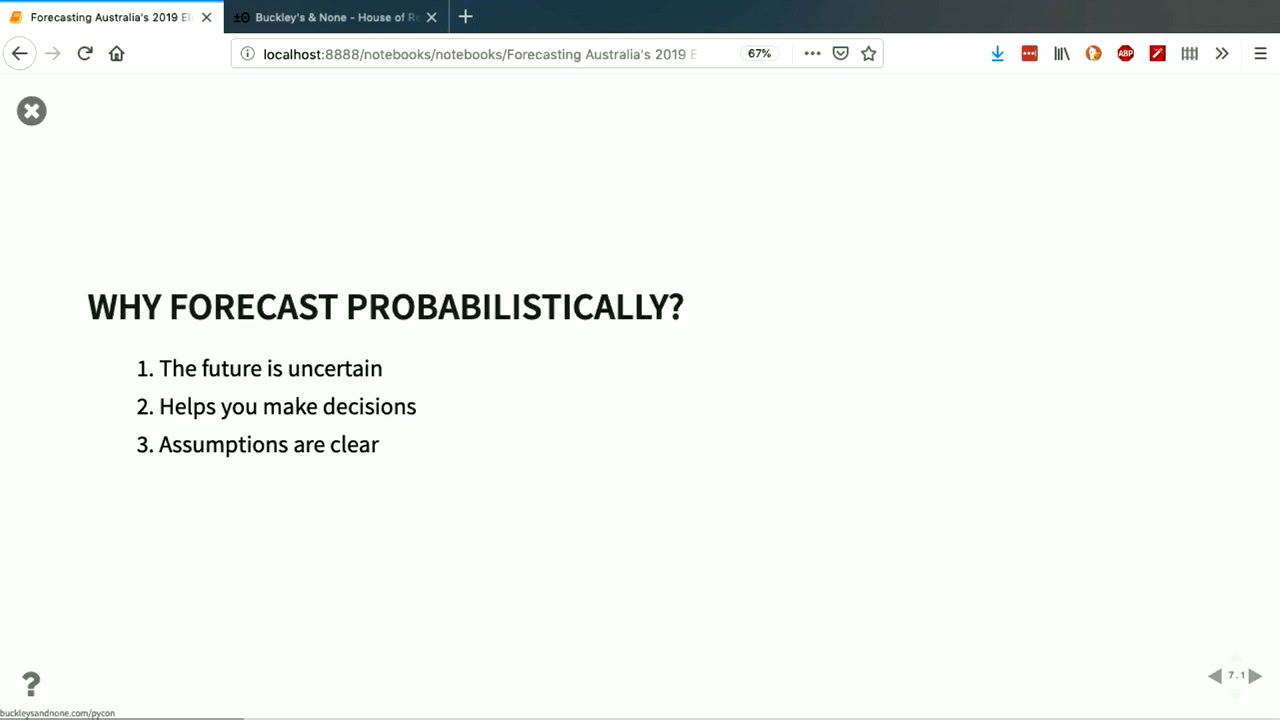 Forecasting Australia's 2019 El
±0 Buckley's & None - House of R
localhost:8888/notebooks/notebooks/Forecasting Australia's 2019 E
67%
ABP
WHY FORECAST PROBABILISTICALLY?
1. The future is uncertain
2. Helps you make decisions
3. Assumptions are clear
?
7.1
buckleysandnone.com/pycon